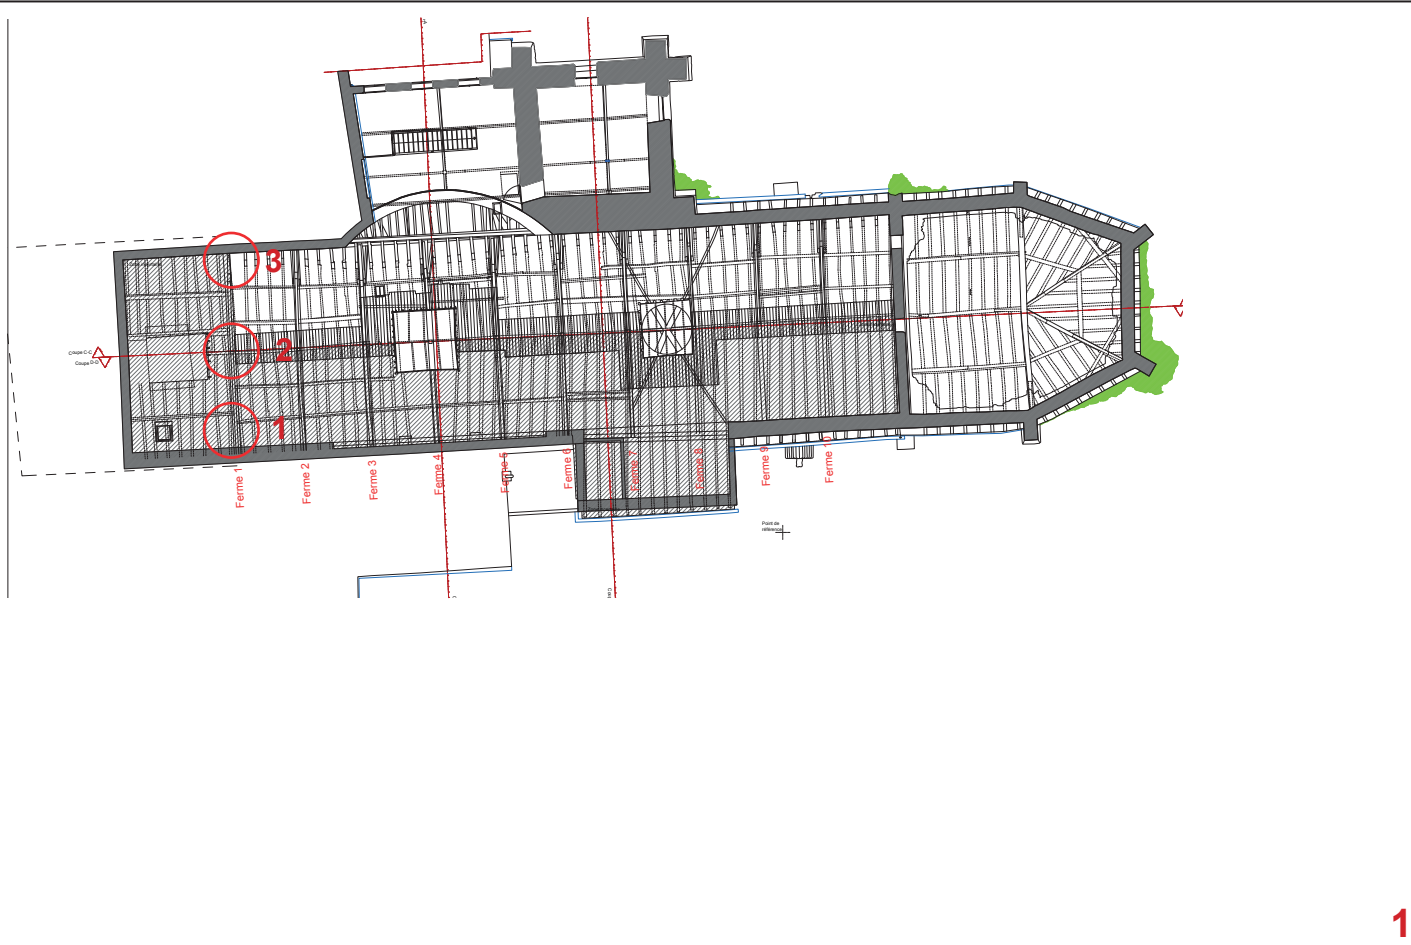 3
2
1
Coupe C-C
Coupe D-D
Ferme 1
Ferme 2
Ferme 3
Ferme 4
Ferme 5
Ferme 6
Ferme 7
Ferme 8
Ferme 9
Ferme 10
Point de
référence
1